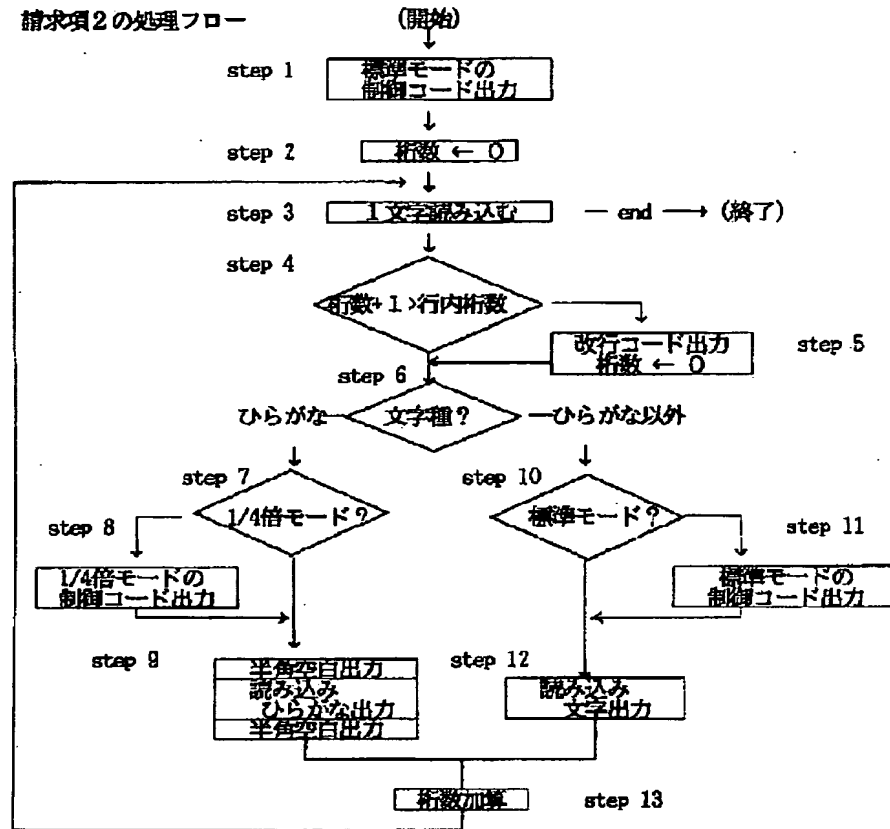 請求項2の処理フロー
(開始)
step 1
標準モードの
制御コード出力
step 2
桁数 ← 0
step 3
1文字読み込む
— end → (終了)
step 4
桁数+1>行内桁数
改行コード出力
桁数 ← 0
step 5
step 6
ひらがな
文字種?
ひらがな以外
step 7
1/4倍モード?
step 10
標準モード?
step 8
1/4倍モードの
制御コード出力
step 11
標準モードの
制御コード出力
step 9
半角空白出力
読み込み
ひらがな出力
半角空白出力
step 12
読み込み
文字出力
桁数加算
step 13